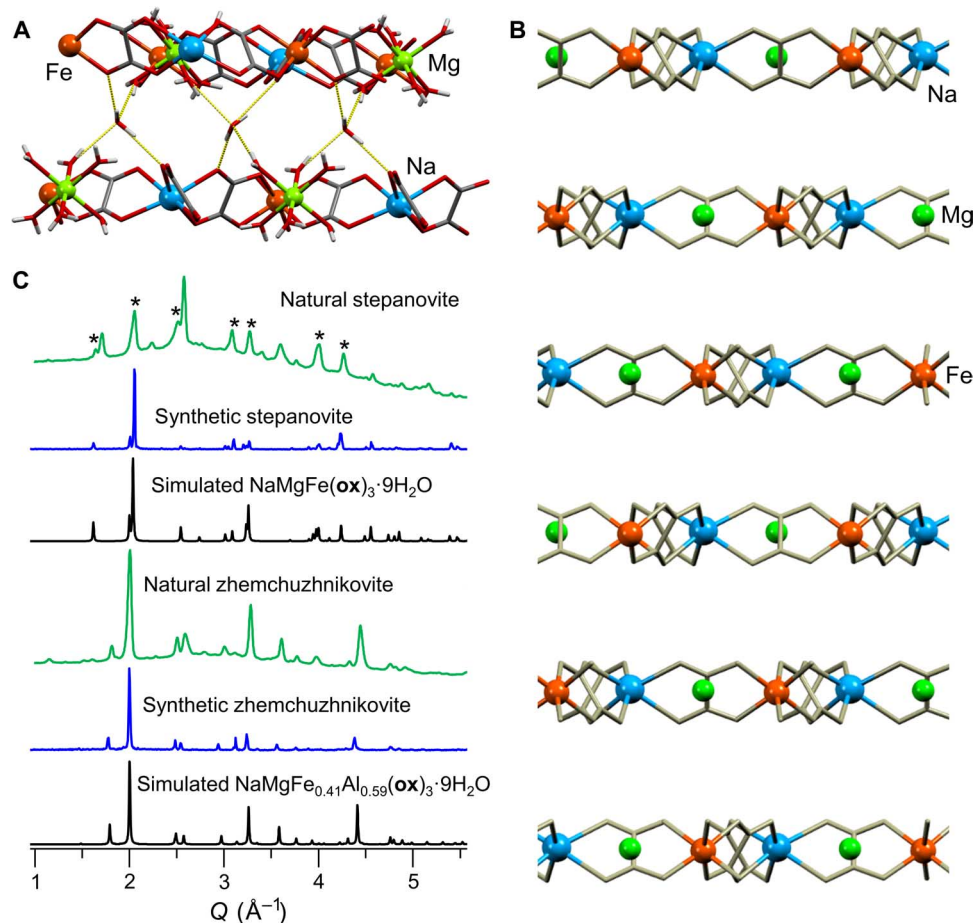 A
Fe
Mg
Na
B
Na
Mg
Fe
C
Natural stepanovite
* * * * * * *
Synthetic stepanovite
Simulated NaMgFe(ox)₃·9H₂O
Natural zhemchuzhnikovite
Synthetic zhemchuzhnikovite
Simulated NaMgFe₀.₄₁Al₀.₅₉(ox)₃·9H₂O
1 2 3 4 5
Q (Å⁻¹)